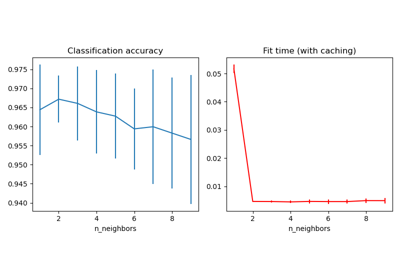 Classification accuracy
0.975
0.970
0.965
0.960
0.955
0.950
0.945
0.940
2 4 6 8
n_neighbors
Fit time (with caching)
0.05
0.04
0.03
0.02
0.01
2 4 6 8
n_neighbors